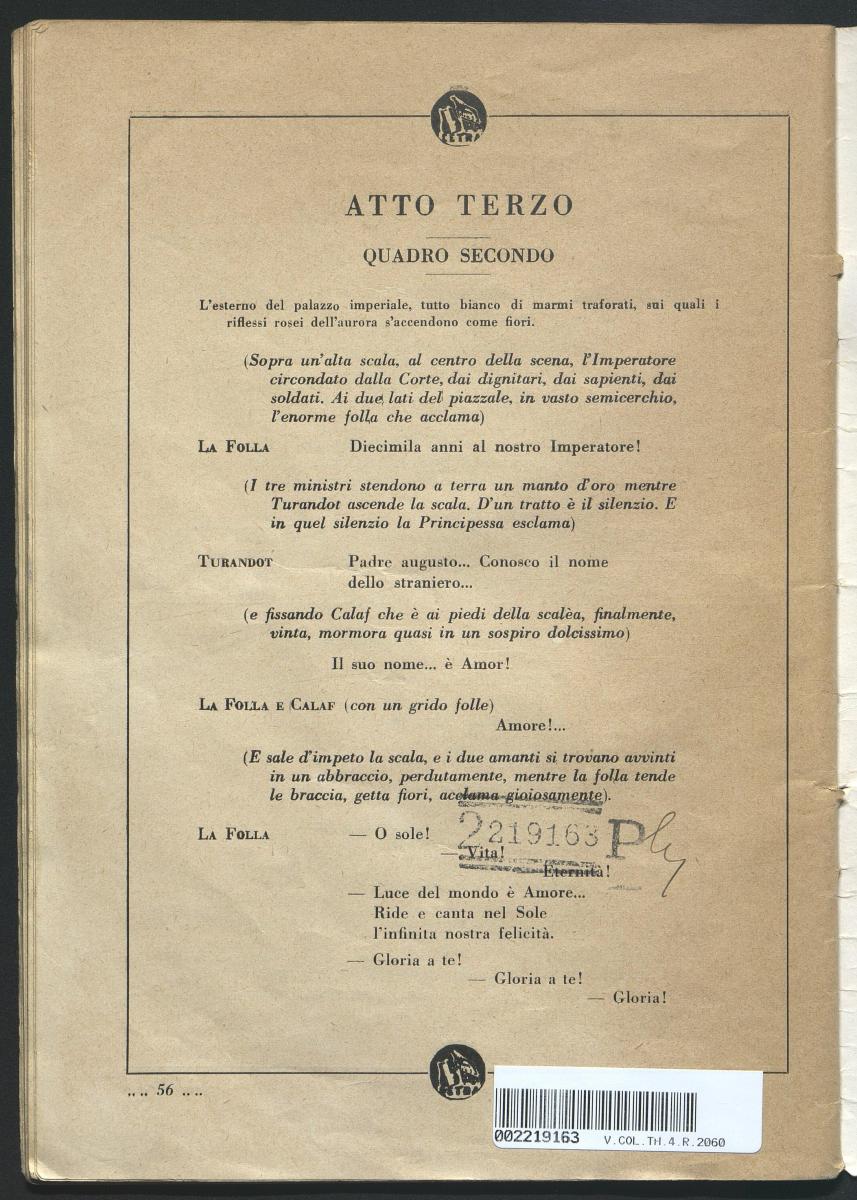 CETRA
ATTO TERZO
QUADRO SECONDO
L'esterno del palazzo imperiale, tutto bianco di marmi traforati, sui quali i
riflessi rosei dell'aurora s'accendono come fiori.
(Sopra un'alta scala, al centro della scena, l'Imperatore
circondato dalla Corte, dai dignitari, dai sapienti, dai
soldati. Ai due lati del piazzale, in vasto semicerchio,
l'enorme folla che acclama)
LA FOLLA Diecimila anni al nostro Imperatore!
(I tre ministri stendono a terra un manto d'oro mentre
Turandot ascende la scala. D'un tratto è il silenzio. E
in quel silenzio la Principessa esclama)
TURANDOT Padre augusto... Conosco il nome
dello straniero...
(e fissando Calaf che è ai piedi della scalèa, finalmente,
vinta, mormora quasi in un sospiro dolcissimo)
Il suo nome... è Amor!
LA FOLLA E CALAF (con un grido folle)
Amore!...
(E sale d'impeto la scala, e i due amanti si trovano avvinti
in un abbraccio, perdutamente, mentre la folla tende
le braccia, getta fiori, acclama gioiosamente).
LA FOLLA — O sole!
2219163 P
— Vita!
Eternità!
— Luce del mondo è Amore...
Ride e canta nel Sole
l'infinita nostra felicità.
— Gloria a te!
— Gloria a te!
— Gloria!
CETRA
.. .. 56 .. ..
002219163 V.COL.TH.4.R.2060